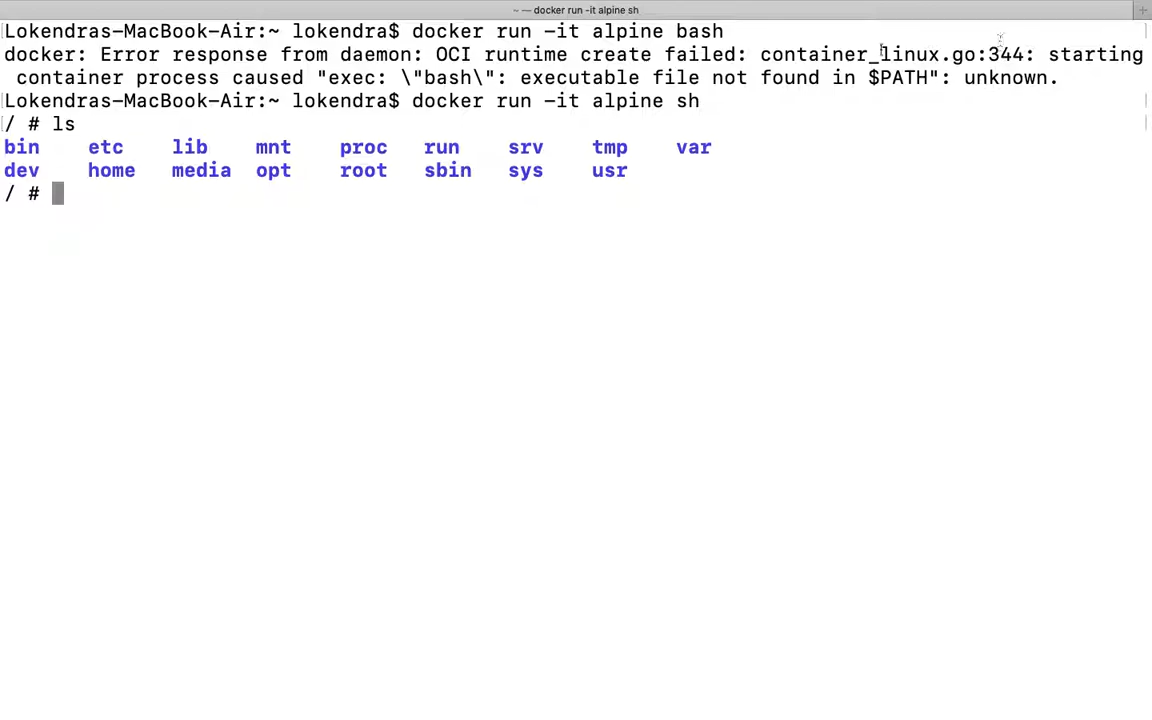 ~ — docker run -it alpine sh
Lokendras-MacBook-Air:~ lokendra$ docker run -it alpine bash
docker: Error response from daemon: OCI runtime create failed: container_linux.go:344: starting
container process caused "exec: \"bash\": executable file not found in $PATH": unknown.
Lokendras-MacBook-Air:~ lokendra$ docker run -it alpine sh
/ # ls
bin etc lib mnt proc run srv tmp var
dev home media opt root sbin sys usr
/ #